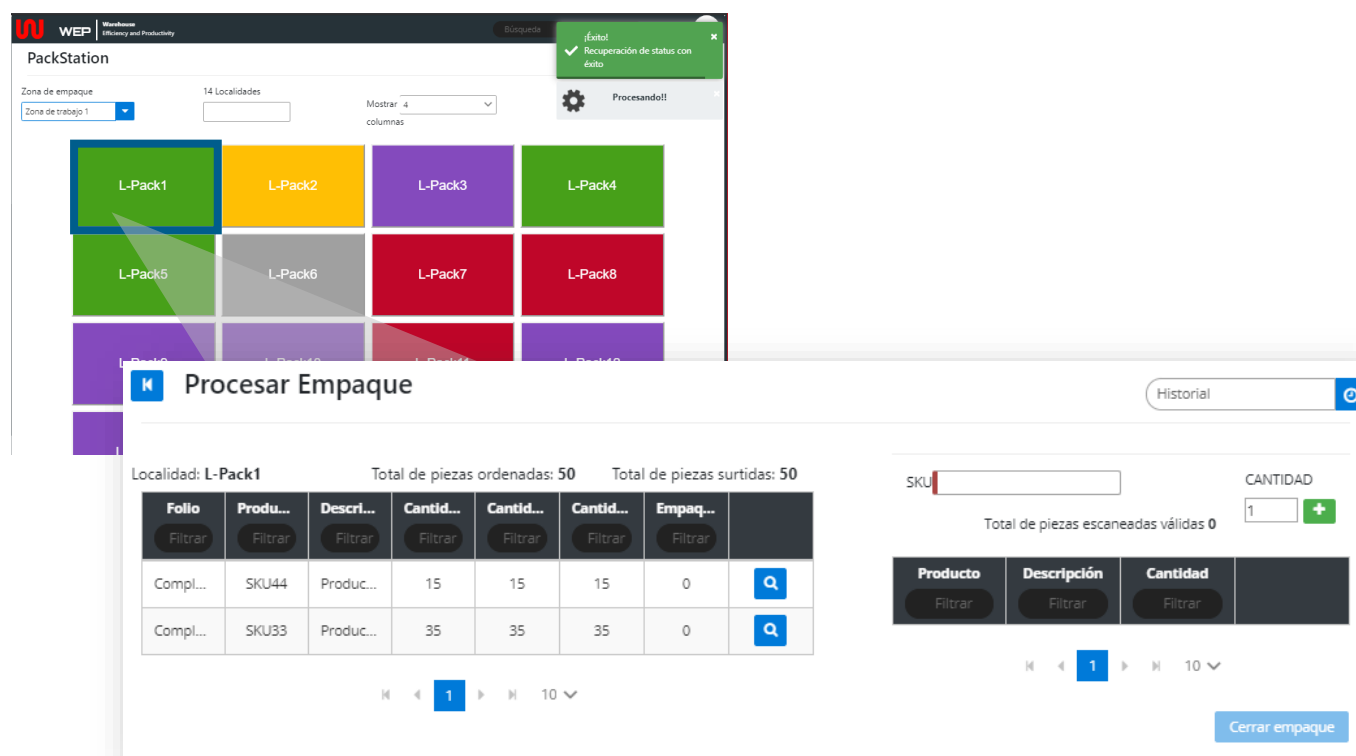 WEP
Warehouse
Efficiency and Productivity
Búsqueda
¡Éxito!
Recuperación de status con
éxito
Procesando!!
PackStation
Zona de empaque
Zona de trabajo 1
14 Localidades
Mostrar 4
columnas
L-Pack1 L-Pack2 L-Pack3 L-Pack4
L-Pack5 L-Pack6 L-Pack7 L-Pack8
Procesar Empaque
Historial
Localidad: L-Pack1 Total de piezas ordenadas: 50 Total de piezas surtidas: 50
Folio Produ... Descri... Cantid... Cantid... Cantid... Empaq...
Filtrar Filtrar Filtrar Filtrar Filtrar Filtrar Filtrar
Compl... SKU44 Produc... 15 15 15 0
Compl... SKU33 Produc... 35 35 35 0
1 10
SKU
CANTIDAD
1
Total de piezas escaneadas válidas 0
Producto Descripción Cantidad
Filtrar Filtrar Filtrar
1 10
Cerrar empaque